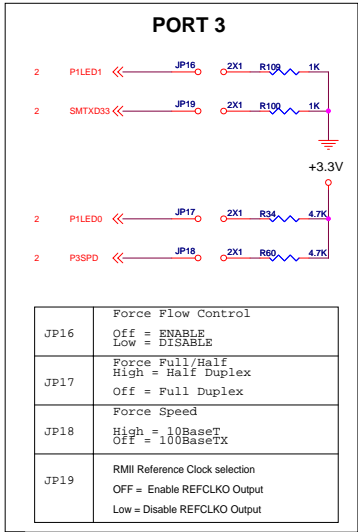 PORT 3
2 P1LED1 JP16 2X1 R109 1K
2 SMTXD33 JP19 2X1 R100 1K
+3.3V
2 P1LED0 JP17 2X1 R34 4.7K
2 P3SPD JP18 2X1 R60 4.7K
JP16
Force Flow Control
Off = ENABLE
Low = DISABLE
JP17
Force Full/Half
High = Half Duplex
Off = Full Duplex
JP18
Force Speed
High = 10BaseT
Off = 100BaseTX
JP19
RMII Reference Clock selection
OFF = Enable REFCLKO Output
Low = Disable REFCLKO Output